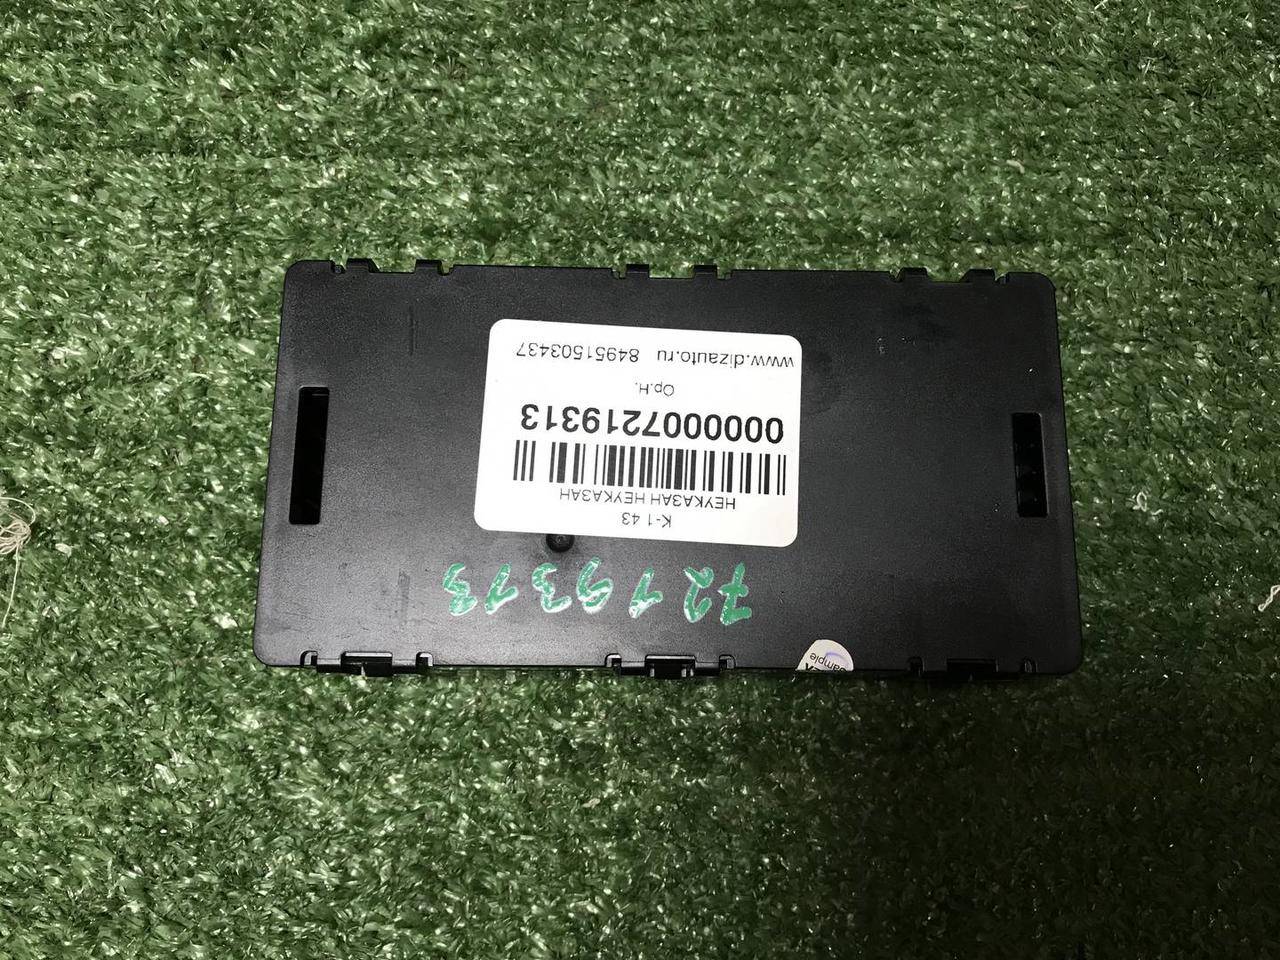 К-1 43
НЕУКАЗАН НЕУКАЗАН
0000007219313
Ор.Н.
www.dizauto.ru 84951503437
7219313